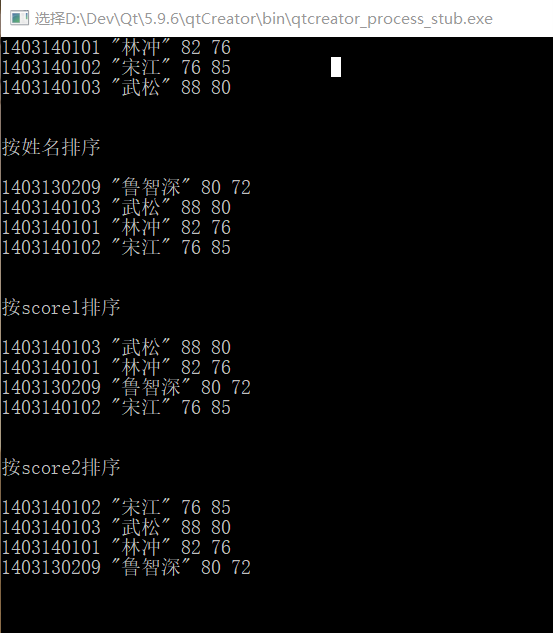 选择D:\Dev\Qt\5.9.6\qtCreator\bin\qtcreator_process_stub.exe
1403140101 "林冲" 82 76
1403140102 "宋江" 76 85
1403140103 "武松" 88 80
按姓名排序
1403130209 "鲁智深" 80 72
1403140103 "武松" 88 80
1403140101 "林冲" 82 76
1403140102 "宋江" 76 85
按score1排序
1403140103 "武松" 88 80
1403140101 "林冲" 82 76
1403130209 "鲁智深" 80 72
1403140102 "宋江" 76 85
按score2排序
1403140102 "宋江" 76 85
1403140103 "武松" 88 80
1403140101 "林冲" 82 76
1403130209 "鲁智深" 80 72